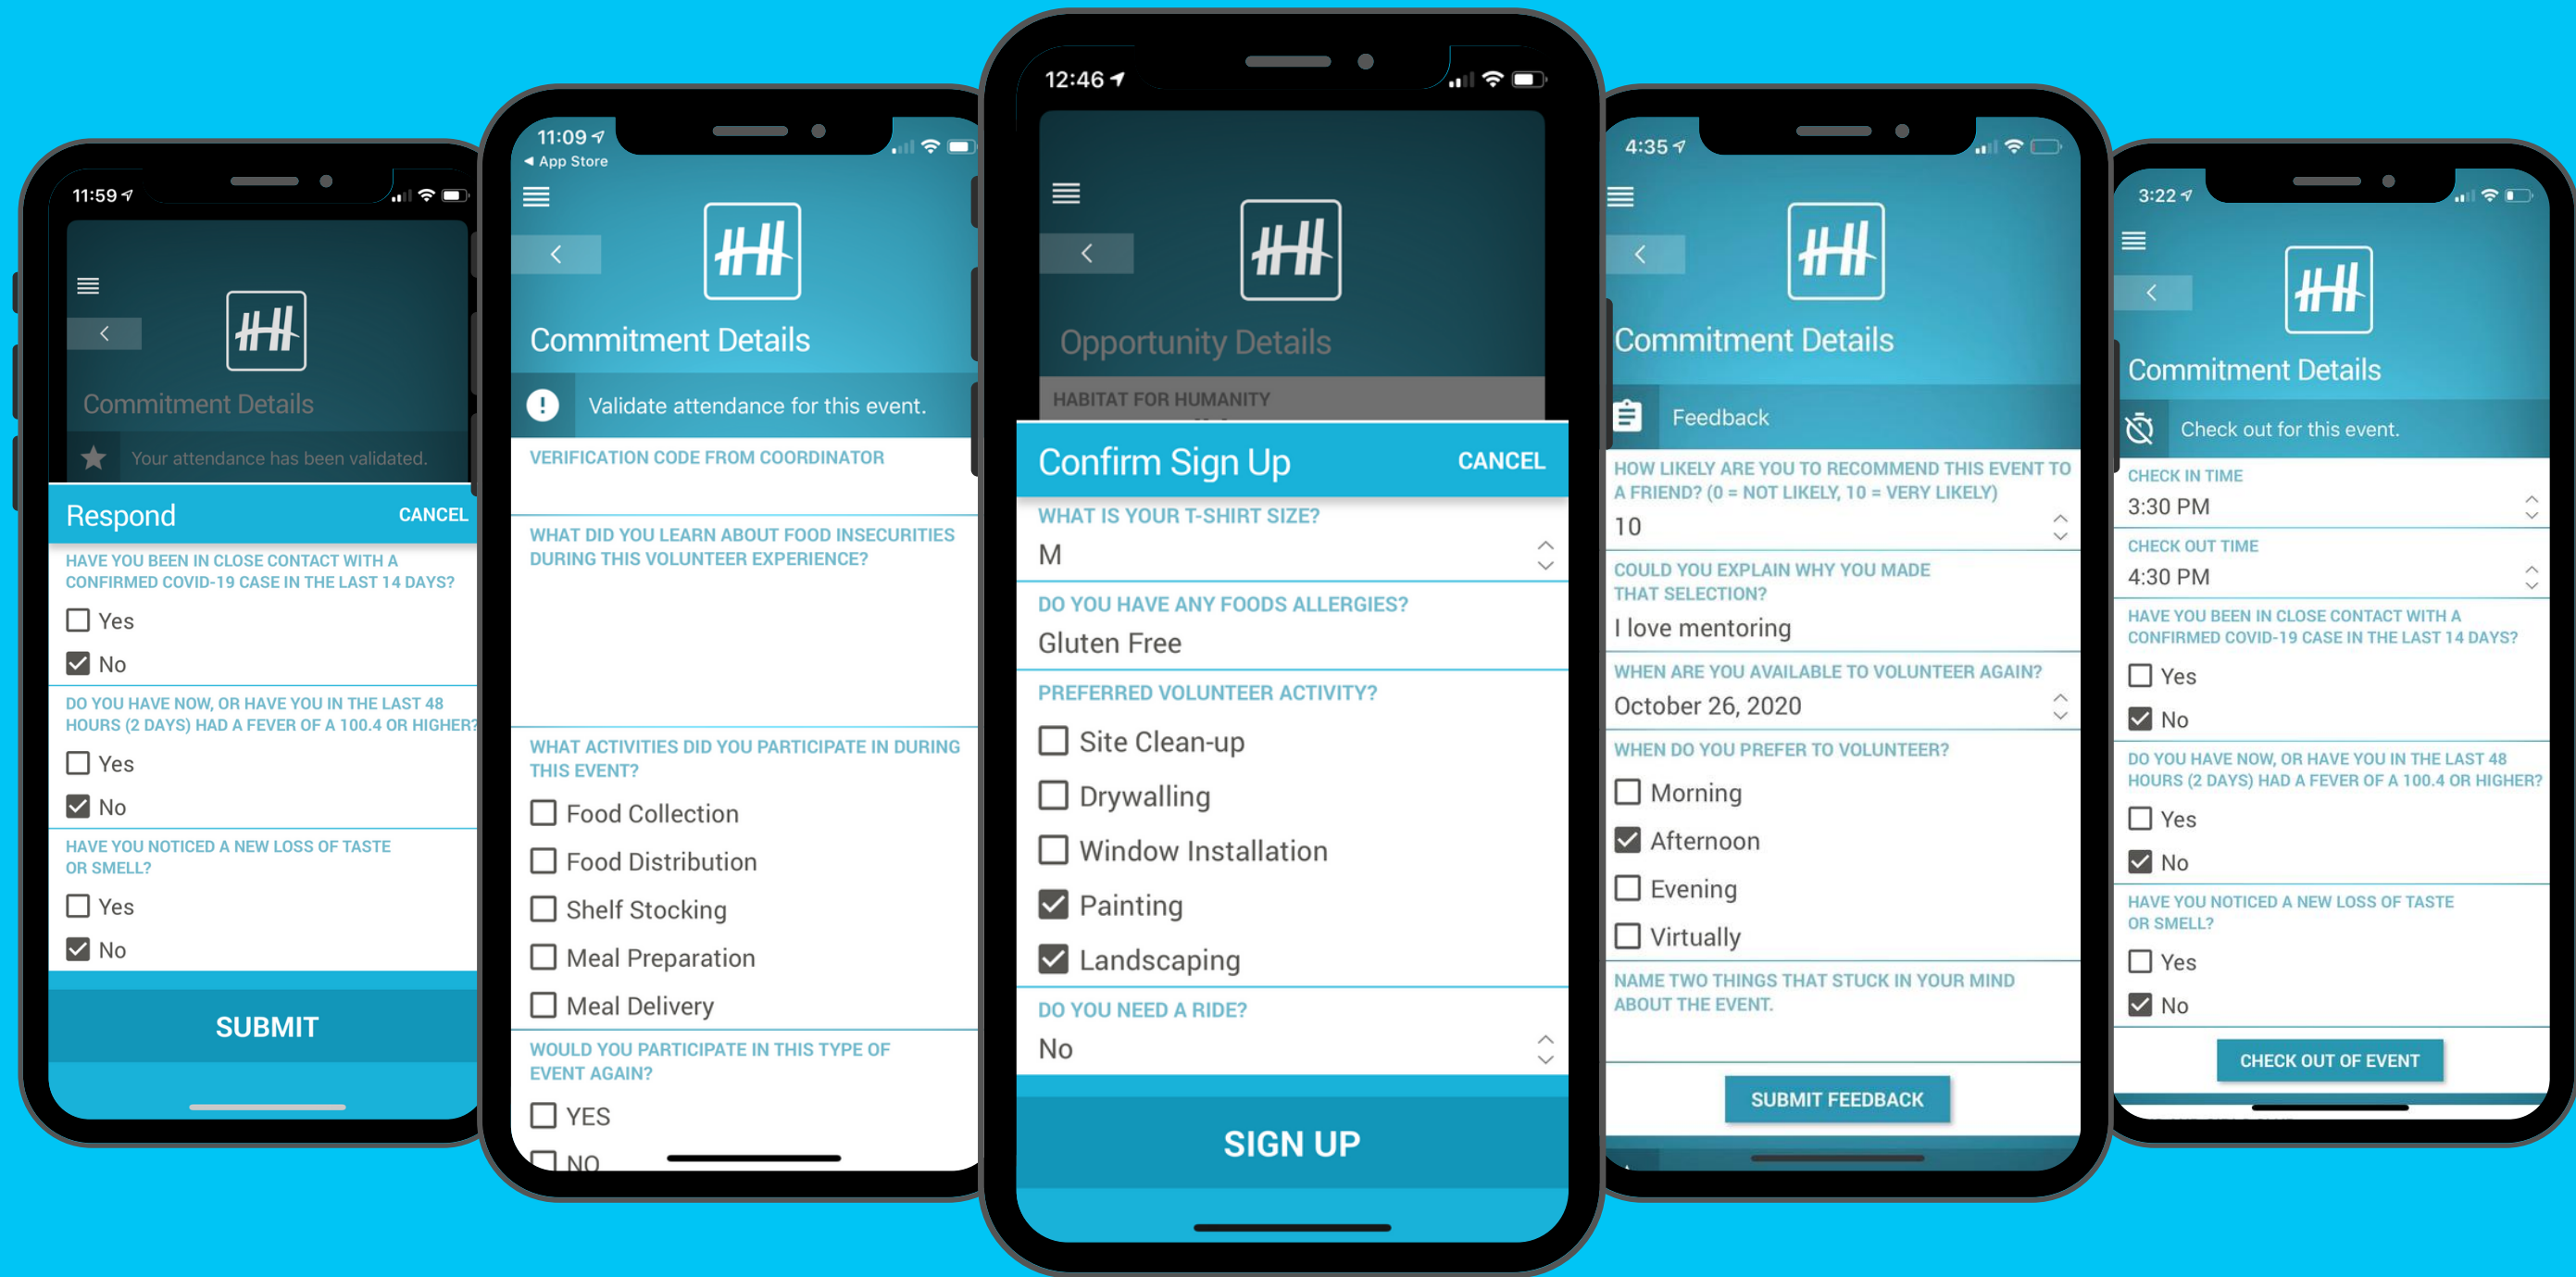 11:59
Commitment Details
Your attendance has been validated.
Respond
CANCEL
HAVE YOU BEEN IN CLOSE CONTACT WITH A
CONFIRMED COVID-19 CASE IN THE LAST 14 DAYS?
Yes
No
DO YOU HAVE NOW, OR HAVE YOU IN THE LAST 48
HOURS (2 DAYS) HAD A FEVER OF A 100.4 OR HIGHER?
Yes
No
HAVE YOU NOTICED A NEW LOSS OF TASTE
OR SMELL?
Yes
No
SUBMIT
11:09
App Store
Commitment Details
Validate attendance for this event.
VERIFICATION CODE FROM COORDINATOR
WHAT DID YOU LEARN ABOUT FOOD INSECURITIES
DURING THIS VOLUNTEER EXPERIENCE?
WHAT ACTIVITIES DID YOU PARTICIPATE IN DURING
THIS EVENT?
Food Collection
Food Distribution
Shelf Stocking
Meal Preparation
Meal Delivery
WOULD YOU PARTICIPATE IN THIS TYPE OF
EVENT AGAIN?
YES
NO
12:46
Opportunity Details
HABITAT FOR HUMANITY
Confirm Sign Up
CANCEL
WHAT IS YOUR T-SHIRT SIZE?
M
DO YOU HAVE ANY FOODS ALLERGIES?
Gluten Free
PREFERRED VOLUNTEER ACTIVITY?
Site Clean-up
Drywalling
Window Installation
Painting
Landscaping
DO YOU NEED A RIDE?
No
SIGN UP
4:35
Commitment Details
Feedback
HOW LIKELY ARE YOU TO RECOMMEND THIS EVENT TO
A FRIEND? (0 = NOT LIKELY, 10 = VERY LIKELY)
10
COULD YOU EXPLAIN WHY YOU MADE
THAT SELECTION?
I love mentoring
WHEN ARE YOU AVAILABLE TO VOLUNTEER AGAIN?
October 26, 2020
WHEN DO YOU PREFER TO VOLUNTEER?
Morning
Afternoon
Evening
Virtually
NAME TWO THINGS THAT STUCK IN YOUR MIND
ABOUT THE EVENT.
SUBMIT FEEDBACK
3:22
Commitment Details
Check out for this event.
CHECK IN TIME
3:30 PM
CHECK OUT TIME
4:30 PM
HAVE YOU BEEN IN CLOSE CONTACT WITH A
CONFIRMED COVID-19 CASE IN THE LAST 14 DAYS?
Yes
No
DO YOU HAVE NOW, OR HAVE YOU IN THE LAST 48
HOURS (2 DAYS) HAD A FEVER OF A 100.4 OR HIGHER?
Yes
No
HAVE YOU NOTICED A NEW LOSS OF TASTE
OR SMELL?
Yes
No
CHECK OUT OF EVENT